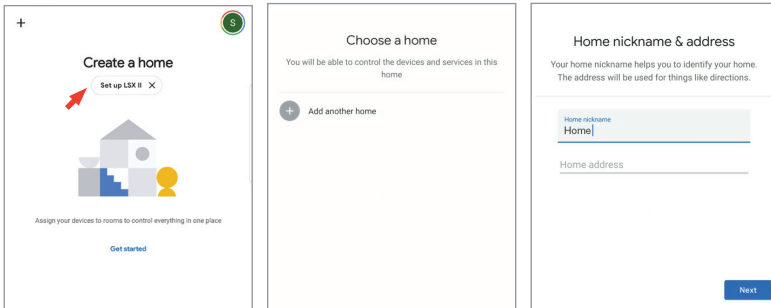 +
S
Create a home
Set up LSX II X
Assign your devices to rooms to control everything in one place
Get started
Choose a home
You will be able to control the devices and services in this
home
+ Add another home
Home nickname & address
Your home nickname helps you to identify your home.
The address will be used for things like directions.
Home nickname
Home
Home address
Next